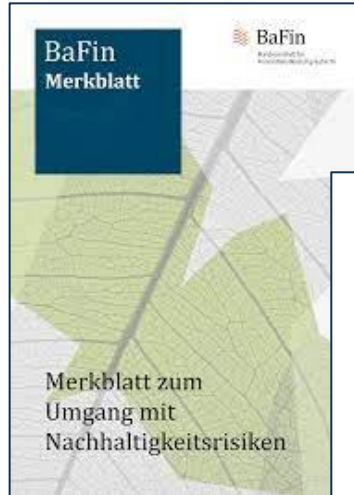 BaFin
Merkblatt
BaFin
Merkblatt zum
Umgang mit
Nachhaltigkeitsrisiken